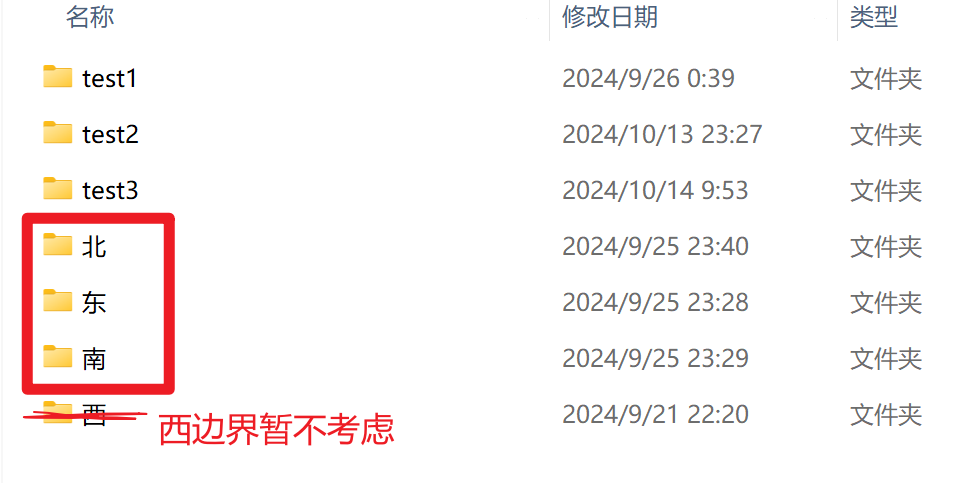 名称 修改日期 类型
test1 2024/9/26 0:39 文件夹
test2 2024/10/13 23:27 文件夹
test3 2024/10/14 9:53 文件夹
北 2024/9/25 23:40 文件夹
东 2024/9/25 23:28 文件夹
南 2024/9/25 23:29 文件夹
西 2024/9/21 22:20 文件夹
西边界暂不考虑